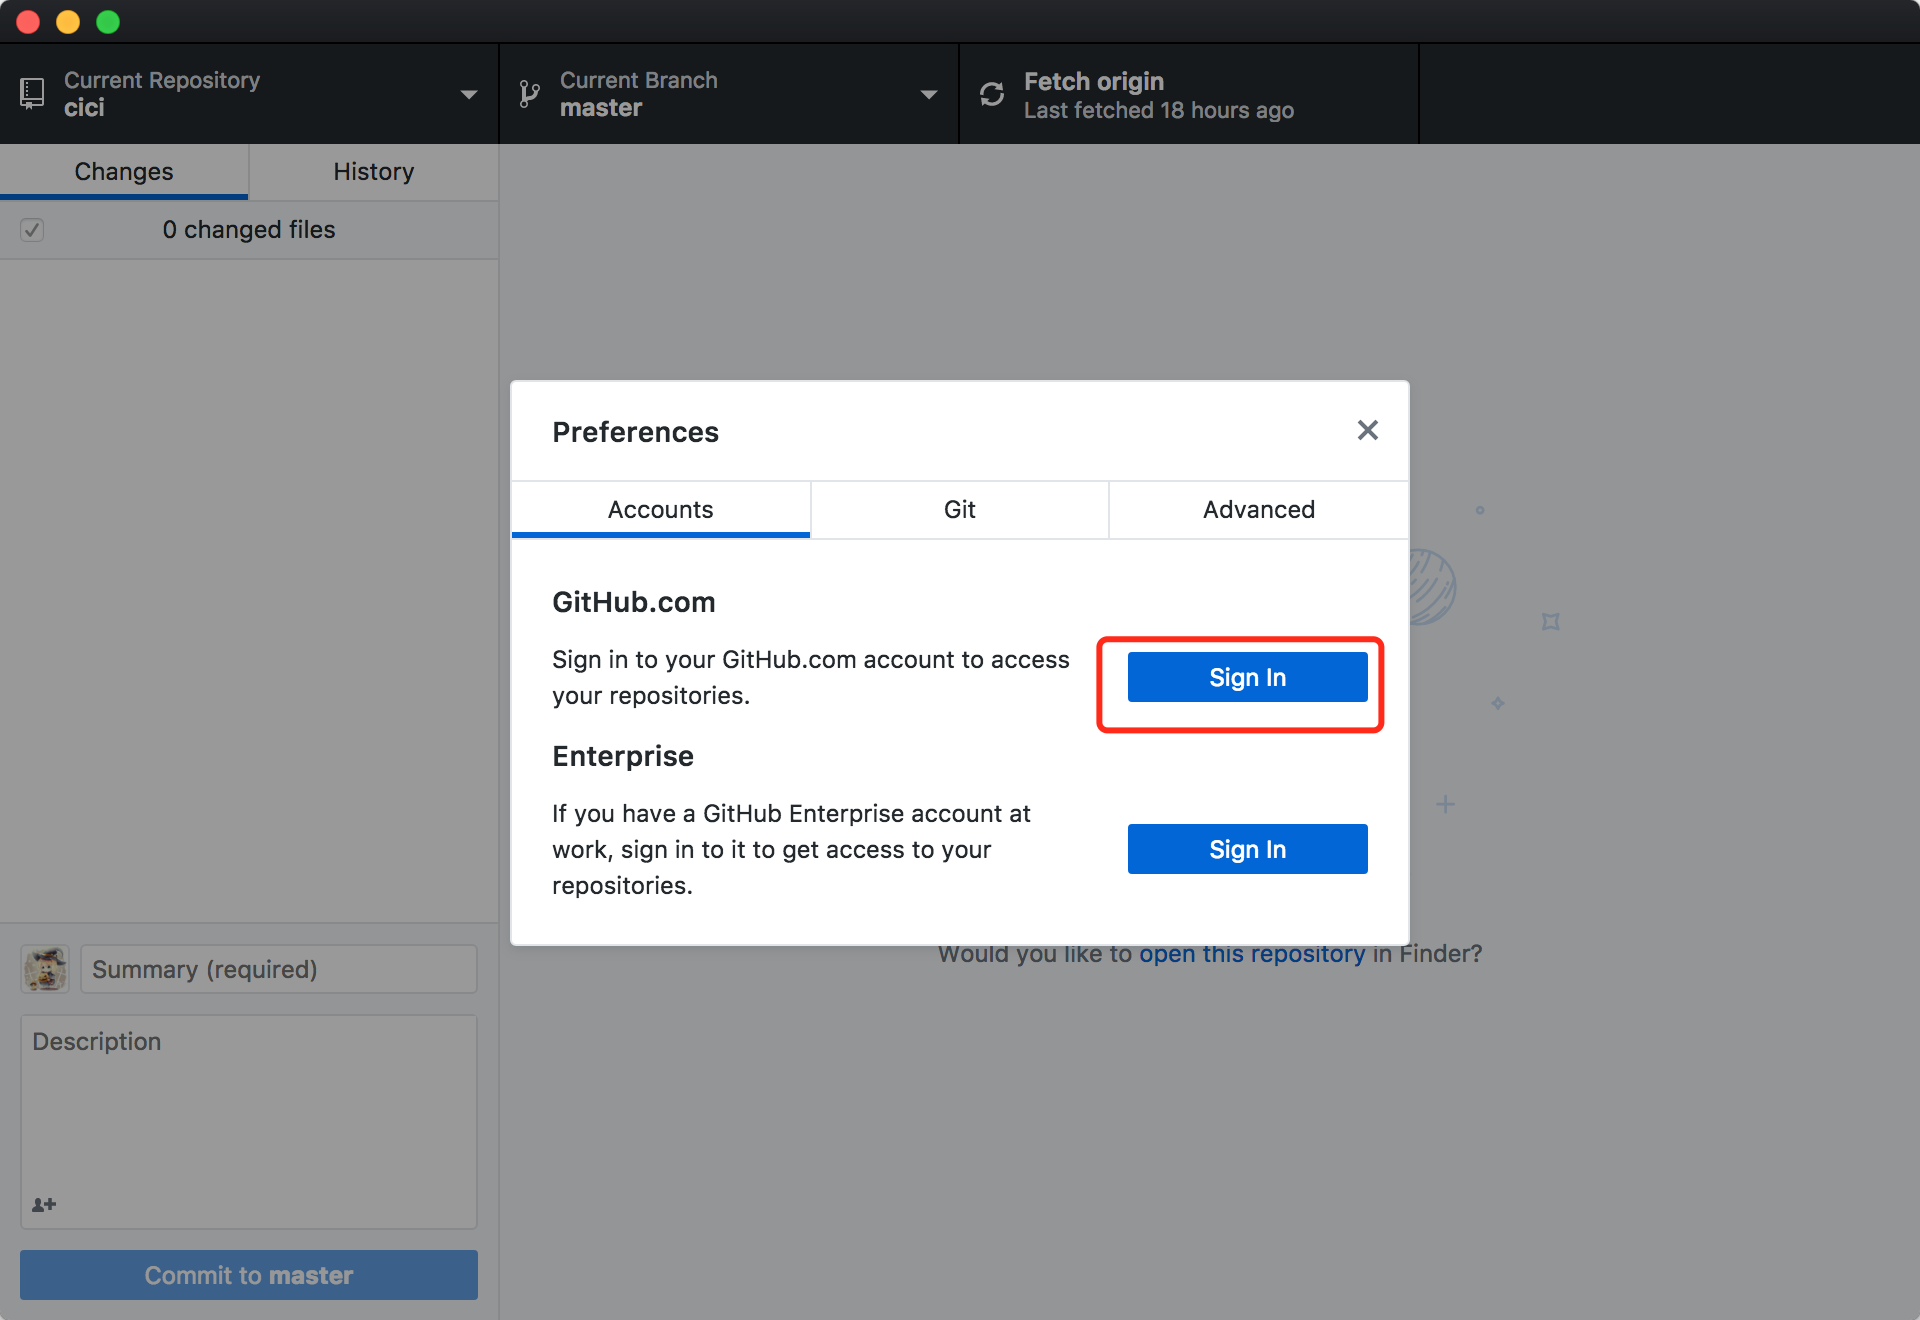 Current Repository
cici
Current Branch
master
Fetch origin
Last fetched 18 hours ago
Changes
History
0 changed files
Preferences
Accounts
Git
Advanced
GitHub.com
Sign in to your GitHub.com account to access
your repositories.
Sign In
Enterprise
If you have a GitHub Enterprise account at
work, sign in to it to get access to your
repositories.
Sign In
Would you like to open this repository in Finder?
Summary (required)
Description
Commit to master